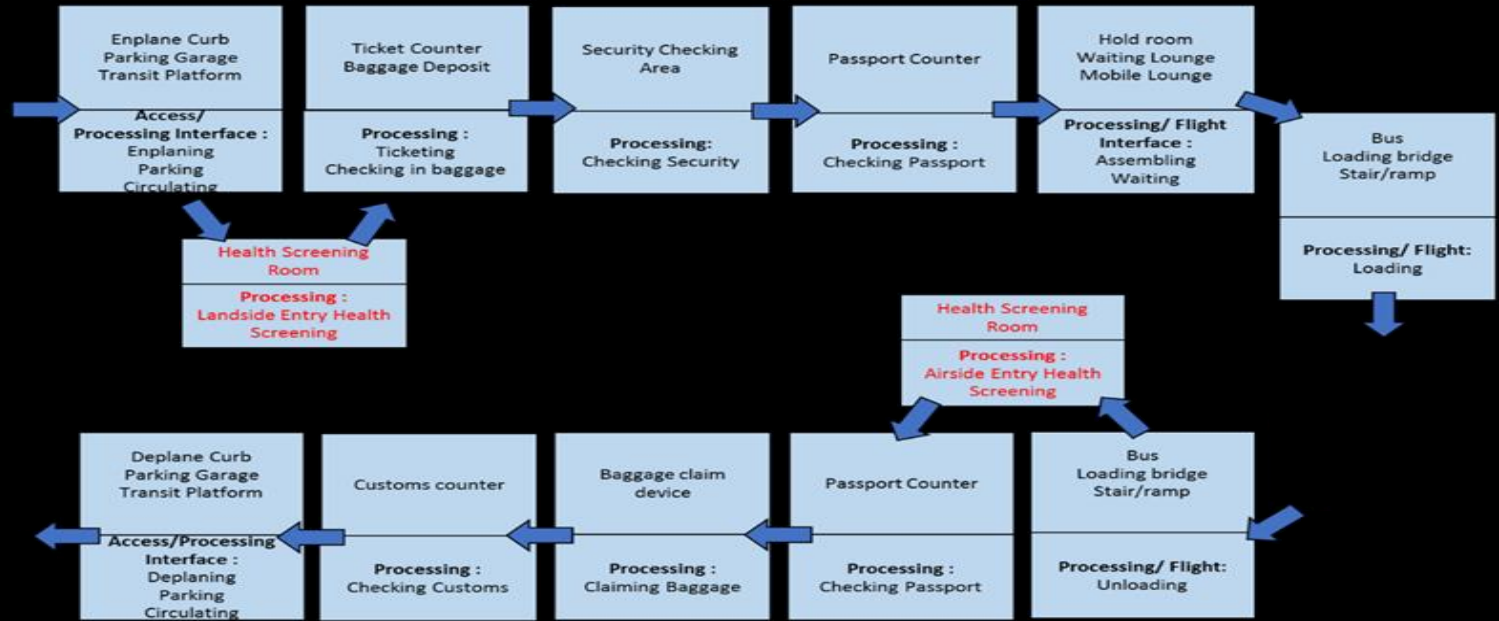 Enplane Curb
Parking Garage
Transit Platform
Access/
Processing Interface :
Enplaning
Parking
Circulating
Ticket Counter
Baggage Deposit
Processing :
Ticketing
Checking in baggage
Security Checking
Area
Processing:
Checking Security
Passport Counter
Processing :
Checking Passport
Hold room
Waiting Lounge
Mobile Lounge
Processing/ Flight
Interface :
Assembling
Waiting
Bus
Loading bridge
Stair/ramp
Processing/ Flight:
Loading
Health Screening
Room
Processing :
Landside Entry Health
Screening
Health Screening
Room
Processing :
Airside Entry Health
Screening
Deplane Curb
Parking Garage
Transit Platform
Access/Processing
Interface :
Deplaning
Parking
Circulating
Customs counter
Processing :
Checking Customs
Baggage claim
device
Processing :
Claiming Baggage
Passport Counter
Processing :
Checking Passport
Bus
Loading bridge
Stair/ramp
Processing/ Flight:
Unloading